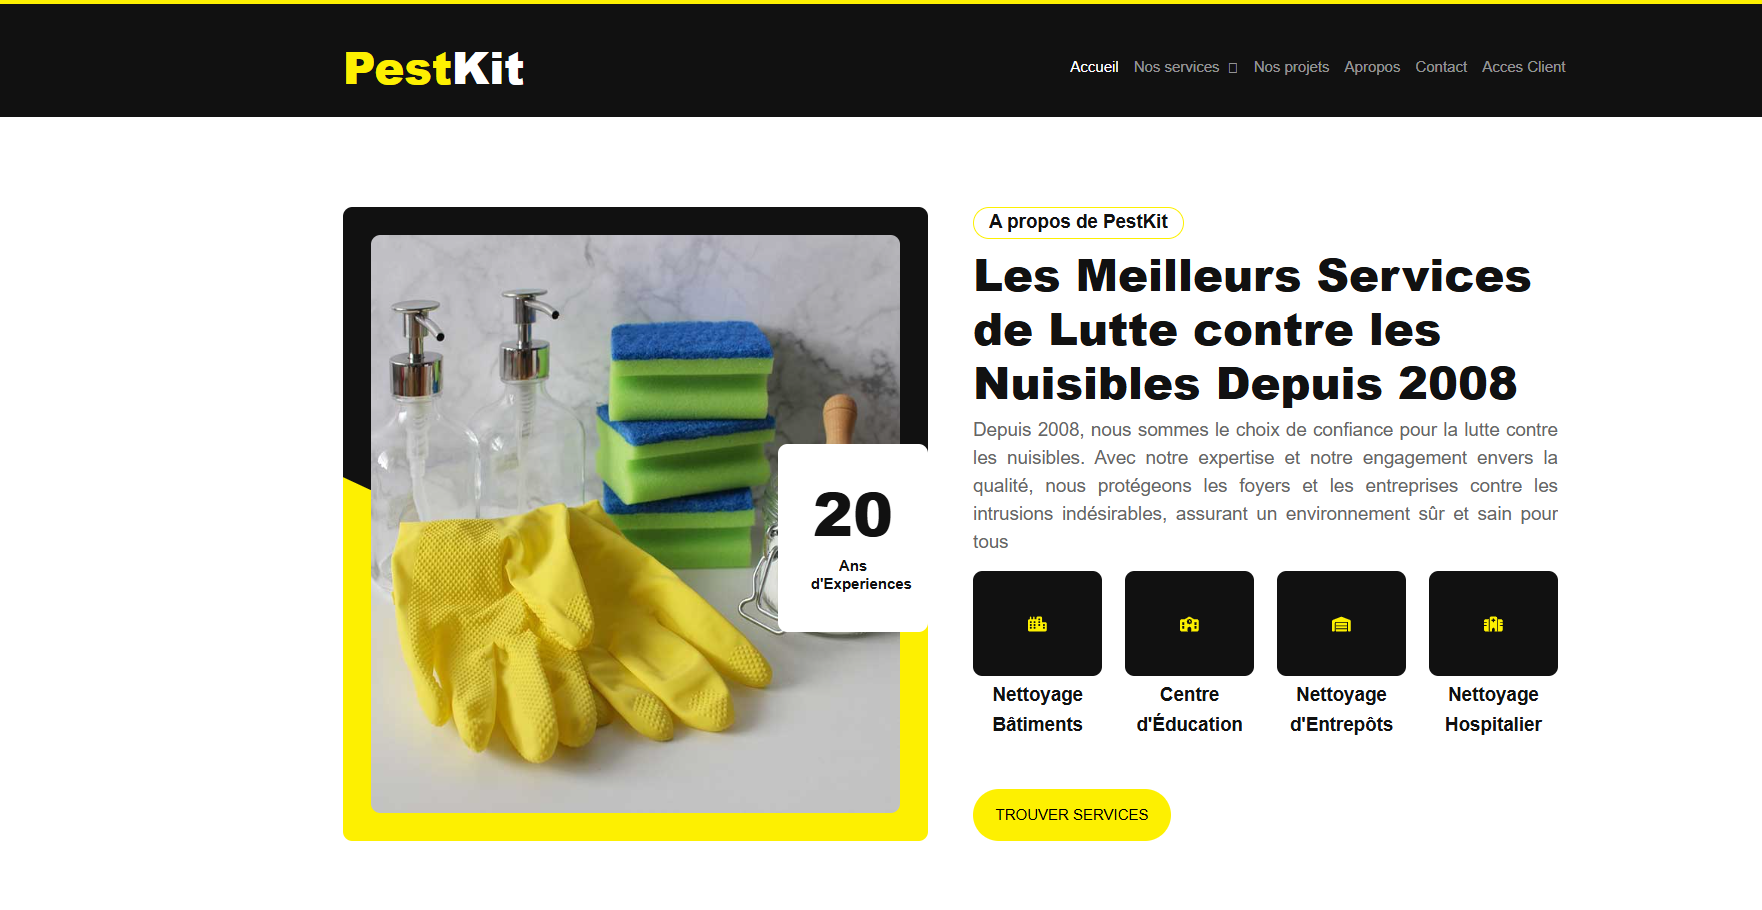 PestKit
Accueil Nos services Nos projets Apropos Contact Acces Client
A propos de PestKit
Les Meilleurs Services
de Lutte contre les
Nuisibles Depuis 2008
Depuis 2008, nous sommes le choix de confiance pour la lutte contre
les nuisibles. Avec notre expertise et notre engagement envers la
qualité, nous protégeons les foyers et les entreprises contre les
intrusions indésirables, assurant un environnement sûr et sain pour
tous
20
Ans
d'Experiences
Nettoyage
Bâtiments
Centre
d'Éducation
Nettoyage
d'Entrepôts
Nettoyage
Hospitalier
TROUVER SERVICES